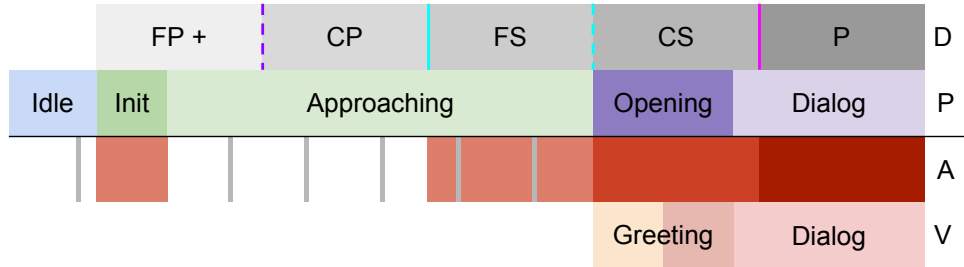 FP + CP FS CS P D
Idle Init Approaching Opening Dialog P
A
Greeting Dialog V